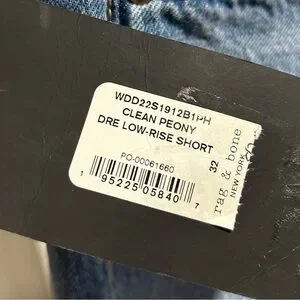 WDD22S1912B1PH
CLEAN PEONY
DRE LOW-RISE SHORT
PO-00061660
1 95225 05840 7
32
rag & bone
NEW YORK